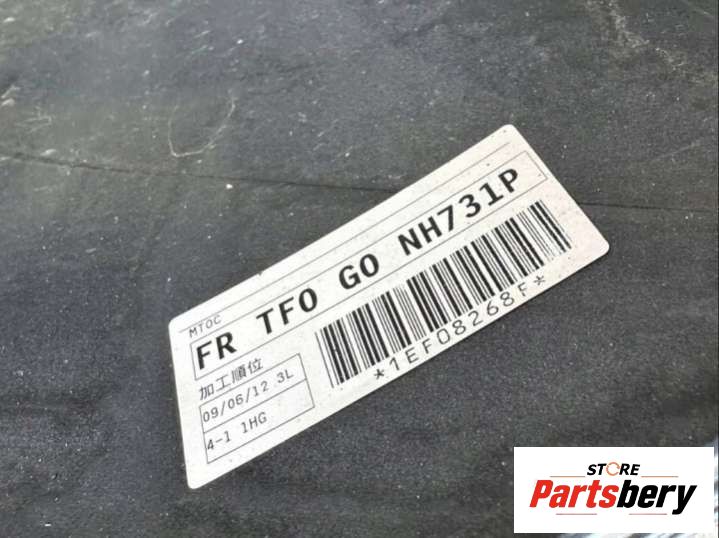 MTOC
FR TF0 G0 NH731P
*1EF08268F*
加工順位
09/06/12 3L
4-1 1HG
STORE
Partsbery